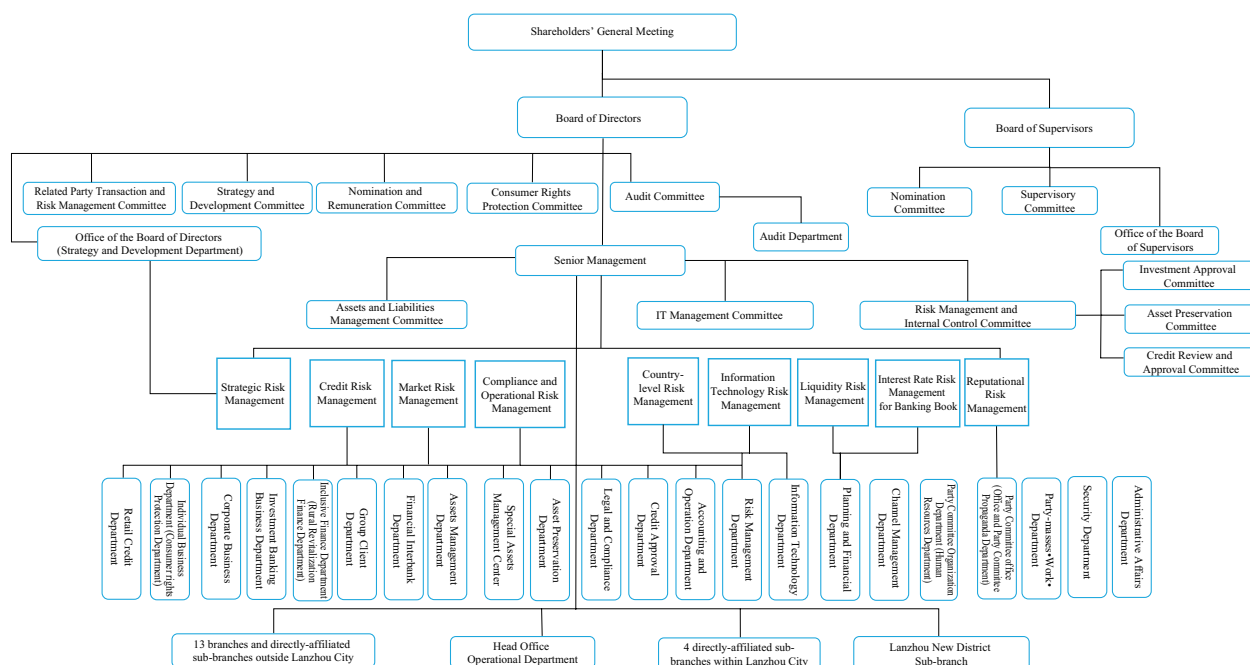 Shareholders' General Meeting
Board of Directors
Board of Supervisors
Related Party Transaction and
Risk Management Committee
Strategy and
Development Committee
Nomination and
Remuneration Committee
Consumer Rights
Protection Committee
Audit Committee
Nomination
Committee
Supervisory
Committee
Audit Department
Office of the Board of Directors
(Strategy and Development Department)
Office of the Board
of Supervisors
Senior Management
Investment Approval
Committee
Assets and Liabilities
Management Committee
IT Management Committee
Risk Management and
Internal Control Committee
Asset Preservation
Committee
Credit Review and
Approval Committee
Strategic Risk
Management
Credit Risk
Management
Market Risk
Management
Compliance and
Operational Risk
Management
Country-
level Risk
Management
Information
Technology Risk
Management
Liquidity Risk
Management
Interest Rate Risk
Management
for Banking Book
Reputational
Risk
Management
Retail Credit
Department
Individual Business
Department (Consumer rights
Protection Department)
Corporate Business
Department
Investment Banking
Business Department
Inclusive Finance Department
(Rural Revitalization
Finance Department)
Group Client
Department
Financial Interbank
Department
Assets Management
Department
Special Assets
Management Center
Asset Preservation
Department
Legal and Compliance
Department
Credit Approval
Department
Accounting and
Operation Department
Risk Management
Department
Information Technology
Department
Planning and Financial
Department
Channel Management
Department
Party Committee Organization
Department (Human
Resources Department)
Party Committee office
(Office and Party Committee
Propaganda Department)
Party-masses•Work•
Department
Security Department
Administrative Affairs
Department
13 branches and directly-affiliated
sub-branches outside Lanzhou City
Head Office
Operational Department
4 directly-affiliated sub-
branches within Lanzhou City
Lanzhou New District
Sub-branch